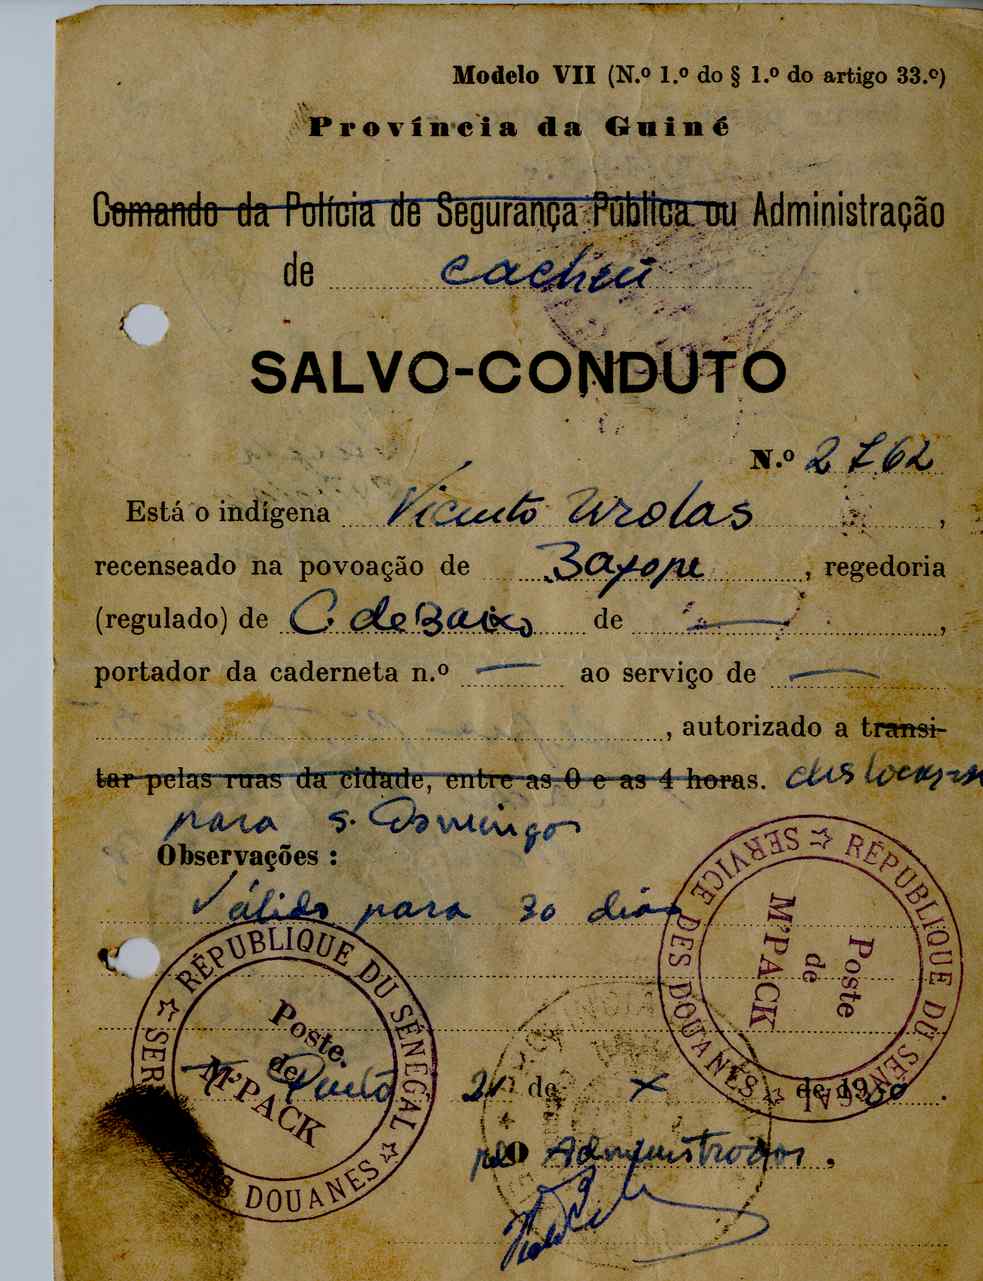 Modelo VII (N.º 1.º do § 1.º do artigo 33.º)
Província da Guiné
Comando da Polícia de Segurança Pública ou Administração
de Cacheu
SALVO-CONDUTO
N.º 2762
Está o indígena Vicente ,
recenseado na povoação de , regedoria
(regulado) de C. de Baixo de — ,
portador da caderneta n.º — ao serviço de —
, autorizado a transi-
tar pelas ruas da cidade, entre as 0 e as 4 horas. deslocar-se
para S. Domingos
Observações :
Válido para 30 dias
RÉPUBLIQUE DU SÉNÉGAL ☆ SERVICE DES DOUANES ☆
Poste
de
M'PACK
RÉPUBLIQUE DU SÉNÉGAL ☆ SER S DOUANES ☆
Poste
de
M'PACK
de X de 19
O Administrador,